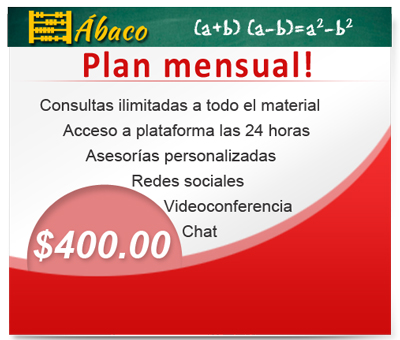 Ábaco (a+b) (a-b)=a²-b²
Plan mensual!
Consultas ilimitadas a todo el material
Acceso a plataforma las 24 horas
Asesorías personalizadas
Redes sociales
Videoconferencia
Chat
$400.00